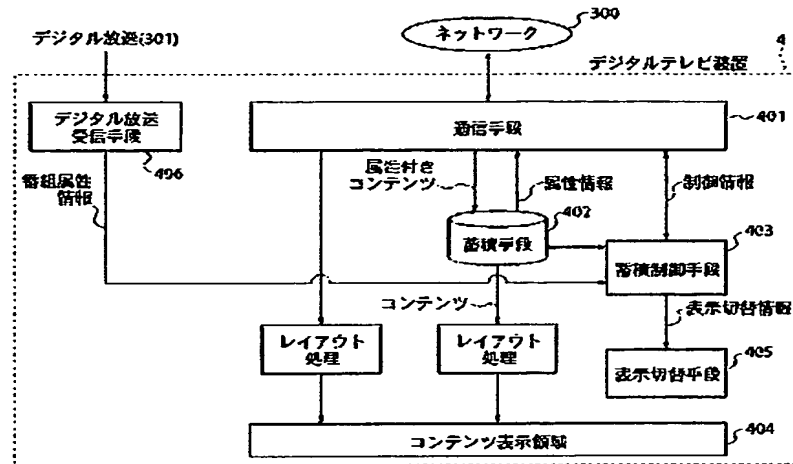 デジタル放送(301)
ネットワーク
300
デジタルテレビ装置
4
デジタル放送
受信手段
406
通信手段
401
番組属性
情報
属性付き
コンテンツ
属性情報
制御情報
402
蓄積手段
403
蓄積制御手段
コンテンツ
表示切替情報
レイアウト
処理
レイアウト
処理
405
表示切替手段
404
コンテンツ表示領域